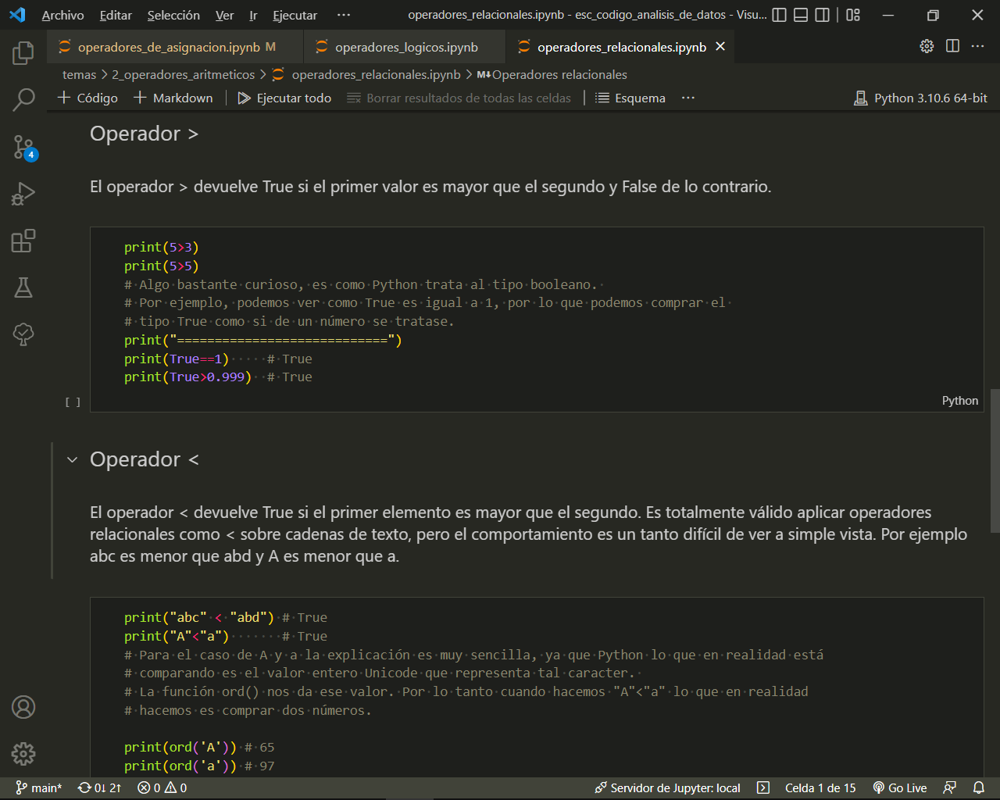 Archivo Editar Selección Ver Ir Ejecutar ··· operadores_relacionales.ipynb - esc_codigo_analisis_de_datos - Visu...
operadores_de_asignacion.ipynb M operadores_logicos.ipynb operadores_relacionales.ipynb
temas > 2_operadores_aritmeticos > operadores_relacionales.ipynb > M↓Operadores relacionales
+ Código + Markdown Ejecutar todo Borrar resultados de todas las celdas Esquema ··· Python 3.10.6 64-bit
Operador >
El operador > devuelve True si el primer valor es mayor que el segundo y False de lo contrario.
print(5>3)
print(5>5)
# Algo bastante curioso, es como Python trata al tipo booleano.
# Por ejemplo, podemos ver como True es igual a 1, por lo que podemos comprar el
# tipo True como si de un número se tratase.
print("============================")
print(True==1) # True
print(True>0.999) # True
[ ]
Python
4
Operador <
El operador < devuelve True si el primer elemento es mayor que el segundo. Es totalmente válido aplicar operadores
relacionales como < sobre cadenas de texto, pero el comportamiento es un tanto difícil de ver a simple vista. Por ejemplo
abc es menor que abd y A es menor que a.
print("abc" < "abd") # True
print("A"<"a") # True
# Para el caso de A y a la explicación es muy sencilla, ya que Python lo que en realidad está
# comparando es el valor entero Unicode que representa tal caracter.
# La función ord() nos da ese valor. Por lo tanto cuando hacemos "A"<"a" lo que en realidad
# hacemos es comprar dos números.
print(ord('A')) # 65
print(ord('a')) # 97
main* 0↓ 2↑ 0 0 Servidor de Jupyter: local Celda 1 de 15 Go Live